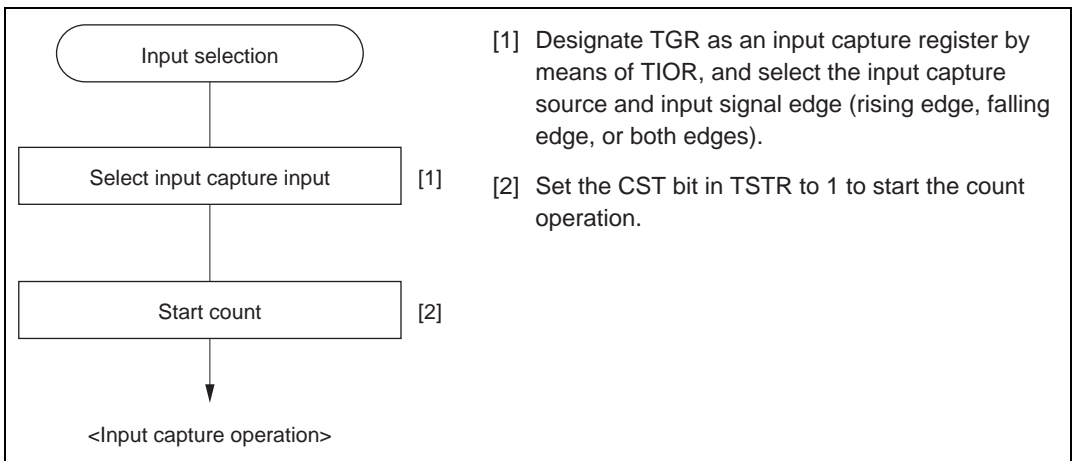 Input selection
Select input capture input
[1]
Start count
[2]
<Input capture operation>
[1] Designate TGR as an input capture register by
means of TIOR, and select the input capture
source and input signal edge (rising edge, falling
edge, or both edges).
[2] Set the CST bit in TSTR to 1 to start the count
operation.